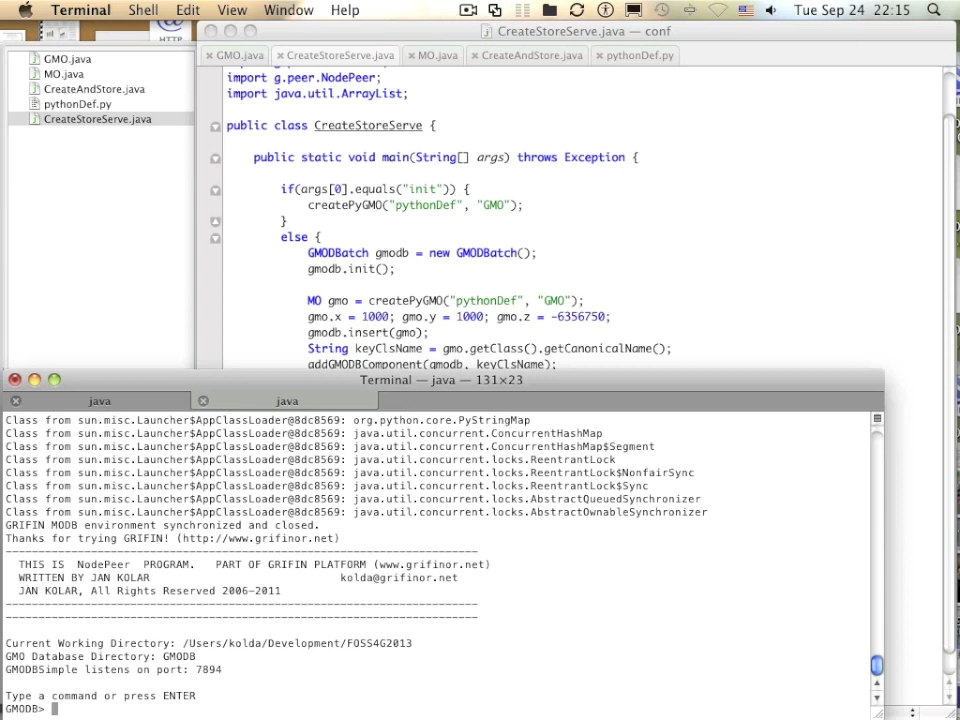 Terminal Shell Edit View Window Help Tue Sep 24 22:15
HTTP
CreateStoreServe.java — conf
GMO.java CreateStoreServe.java MO.java CreateAndStore.java pythonDef.py
GMO.java
MO.java
CreateAndStore.java
pythonDef.py
CreateStoreServe.java
import g.peer.NodePeer;
import java.util.ArrayList;
public class CreateStoreServe {
public static void main(String[] args) throws Exception {
if(args[0].equals("init")) {
createPyGMO("pythonDef", "GMO");
}
else {
GMODBatch gmodb = new GMODBatch();
gmodb.init();
MO gmo = createPyGMO("pythonDef", "GMO");
gmo.x = 1000; gmo.y = 1000; gmo.z = -6356750;
gmodb.insert(gmo);
String keyClsName = gmo.getClass().getCanonicalName();
addGMODBComponent(gmodb, keyClsName);
Terminal — java — 131×23
java java
Class from sun.misc.Launcher$AppClassLoader@8dc8569: org.python.core.PyStringMap
Class from sun.misc.Launcher$AppClassLoader@8dc8569: java.util.concurrent.ConcurrentHashMap
Class from sun.misc.Launcher$AppClassLoader@8dc8569: java.util.concurrent.ConcurrentHashMap$Segment
Class from sun.misc.Launcher$AppClassLoader@8dc8569: java.util.concurrent.locks.ReentrantLock
Class from sun.misc.Launcher$AppClassLoader@8dc8569: java.util.concurrent.locks.ReentrantLock$NonfairSync
Class from sun.misc.Launcher$AppClassLoader@8dc8569: java.util.concurrent.locks.ReentrantLock$Sync
Class from sun.misc.Launcher$AppClassLoader@8dc8569: java.util.concurrent.locks.AbstractQueuedSynchronizer
Class from sun.misc.Launcher$AppClassLoader@8dc8569: java.util.concurrent.locks.AbstractOwnableSynchronizer
GRIFIN MODB environment synchronized and closed.
Thanks for trying GRIFIN! (http://www.grifinor.net)
------------------------------------------------------------------------
THIS IS NodePeer PROGRAM. PART OF GRIFIN PLATFORM (www.grifinor.net)
WRITTEN BY JAN KOLAR kolda@grifinor.net
JAN KOLAR, All Rights Reserved 2006-2011
------------------------------------------------------------------------
------------------------------------------------------------------------
Current Working Directory: /Users/kolda/Development/FOSS4G2013
GMO Database Directory: GMODB
GMODBSimple listens on port: 7894
Type a command or press ENTER
GMODB>